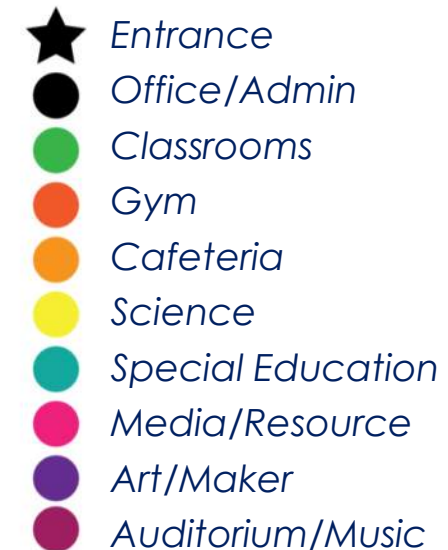 Entrance
Office/Admin
Classrooms
Gym
Cafeteria
Science
Special Education
Media/Resource
Art/Maker
Auditorium/Music